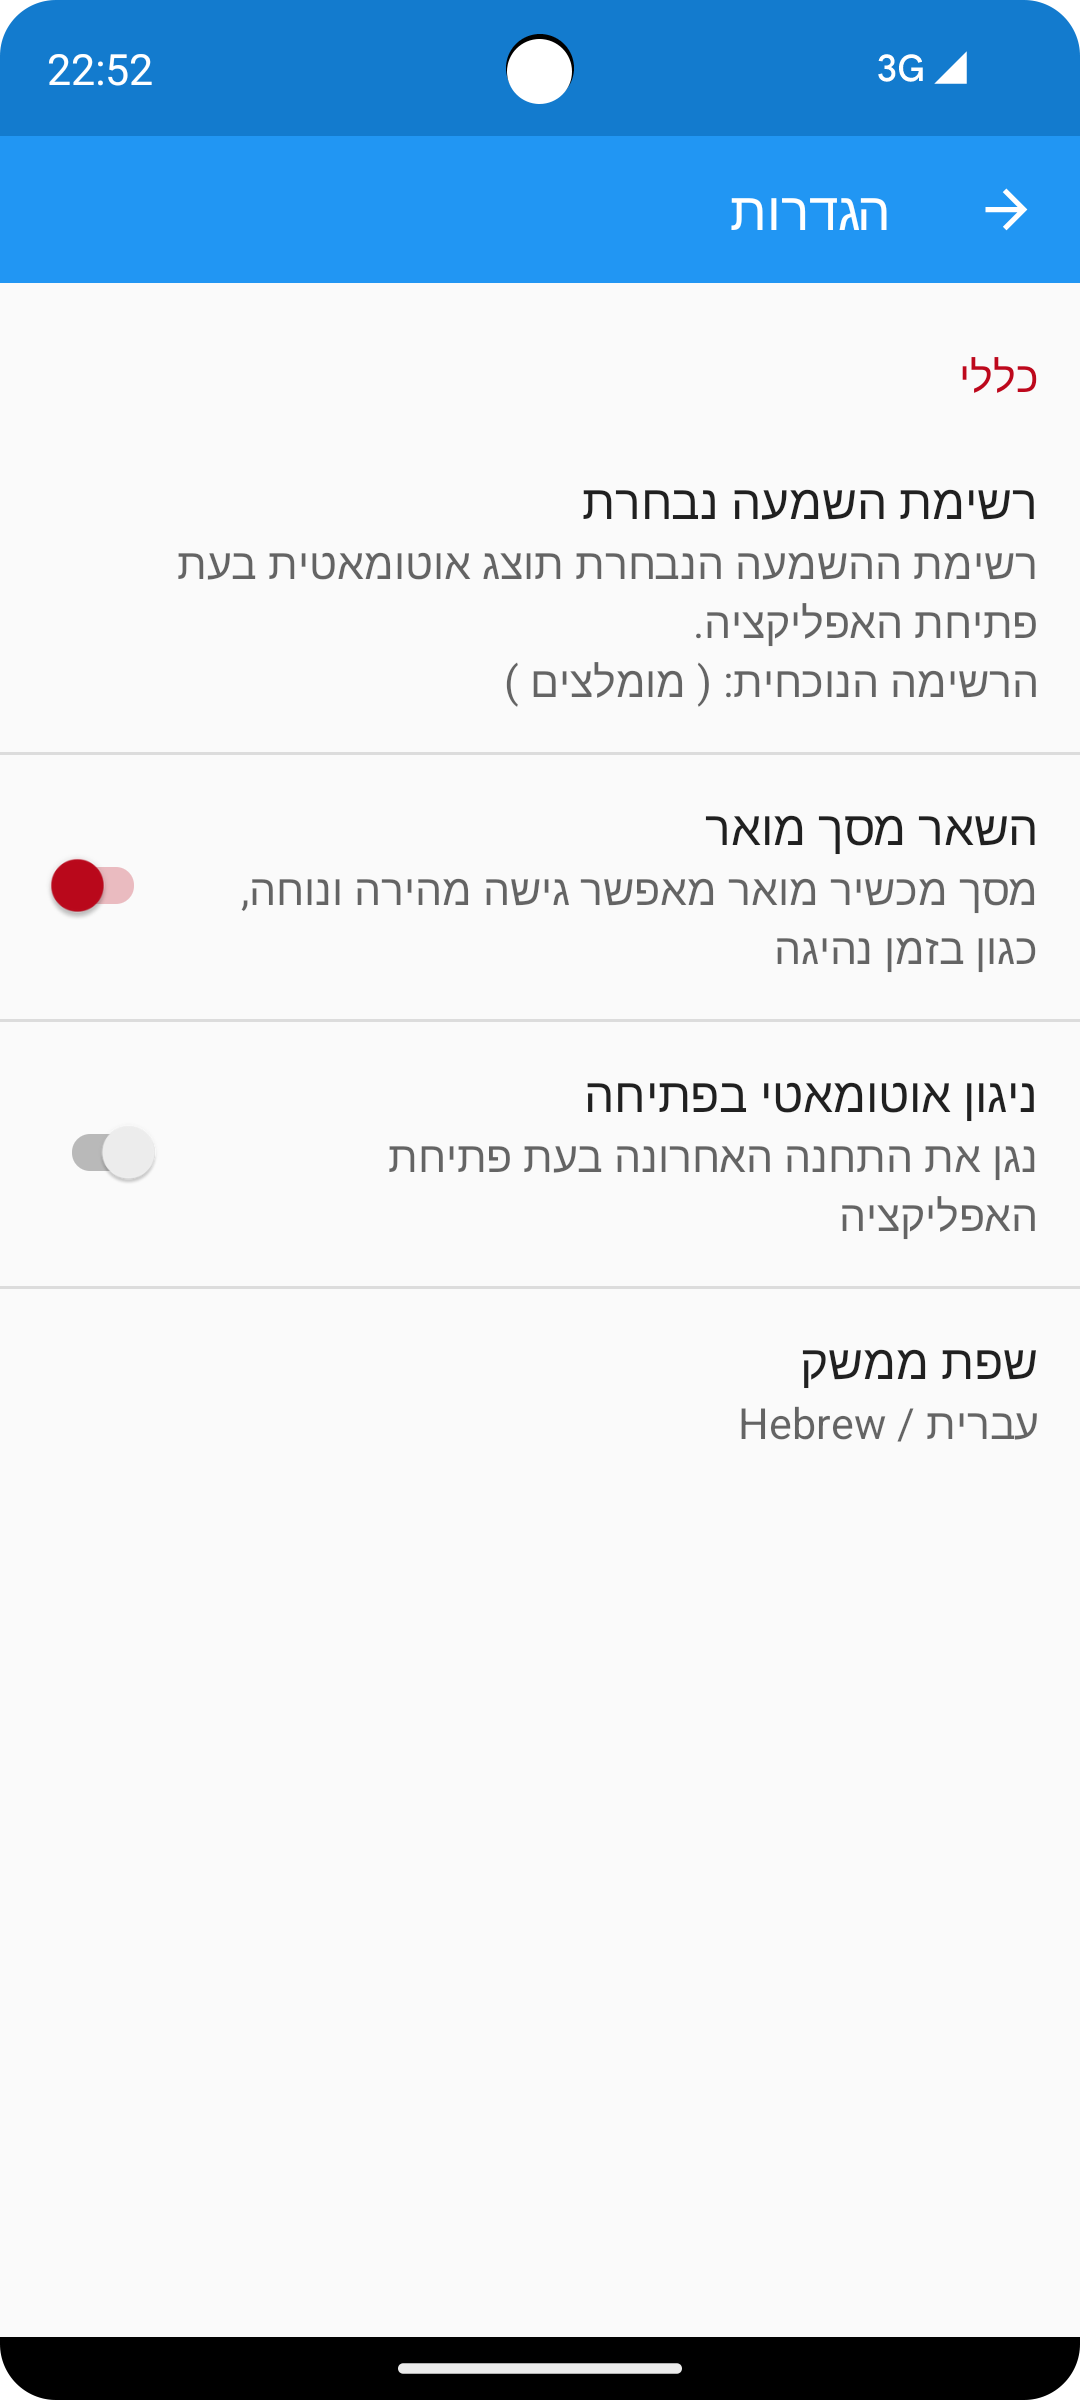 22:52
3G
הגדרות
כללי
רשימת השמעה נבחרת
רשימת ההשמעה הנבחרת תוצג אוטומאטית בעת
פתיחת האפליקציה.
הרשימה הנוכחית: ( מומלצים )
השאר מסך מואר
מסך מכשיר מואר מאפשר גישה מהירה ונוחה,
כגון בזמן נהיגה
ניגון אוטומאטי בפתיחה
נגן את התחנה האחרונה בעת פתיחת
האפליקציה
שפת ממשק
עברית / Hebrew